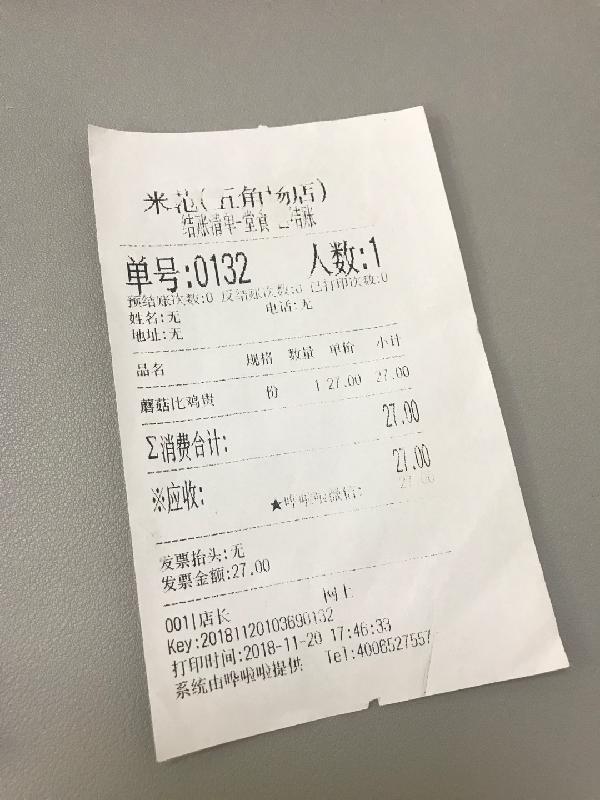 米芯(五角场店)
结账清单-堂食 已结账
单号:0132 人数:1
预结账次数:0 反结账次数:0 已打印次数:0
姓名:无 电话:无
地址:无
品名 规格 数量 单价 小计
蘑菇比鸡贵 份 1 27.00 27.00
Σ消费合计: 27.00
※应收: 27.00
★哗啦啦微信: 27.00
发票抬头:无
发票金额:27.00
001|店长 网上
Key:20181120103690132
打印时间:2018-11-20 17:46:33
系统由哗啦啦提供 Tel:4006527557